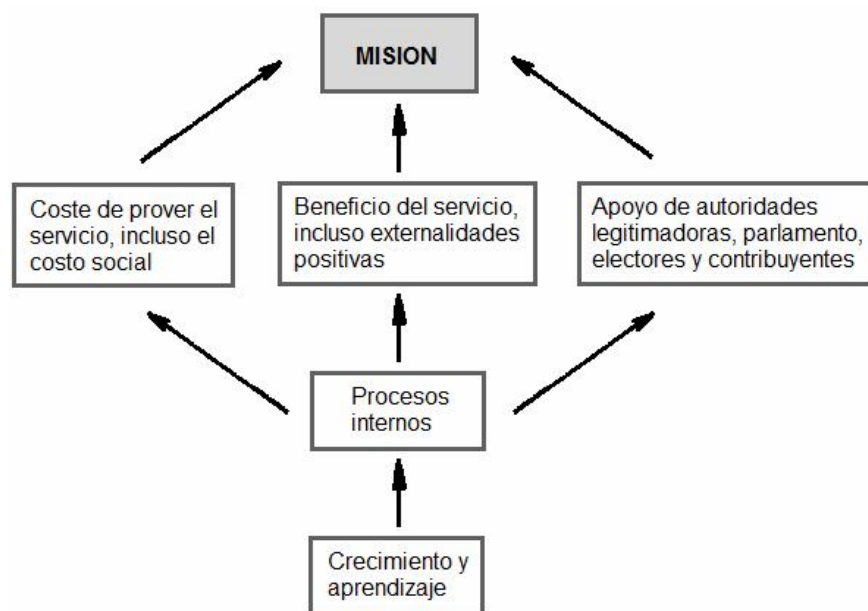 MISION
Coste de prover el
servicio, incluso el
costo social
Beneficio del servicio,
incluso externalidades
positivas
Apoyo de autoridades
legitimadoras, parlamento,
electores y contribuyentes
Procesos
internos
Crecimiento y
aprendizaje